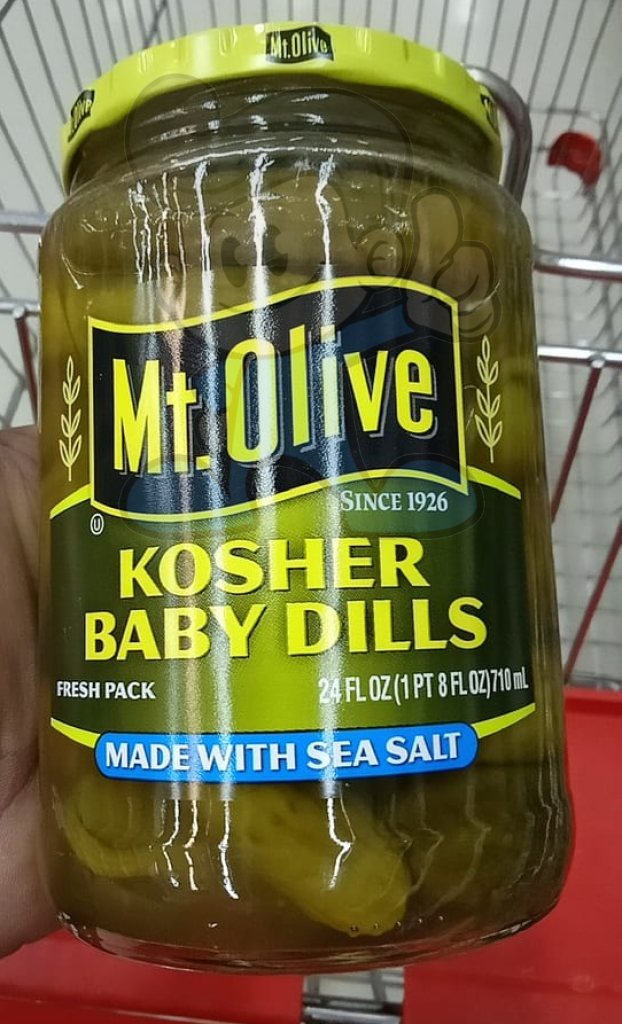 Mt. Olive
Mt. Olive
SINCE 1926
U
KOSHER
BABY DILLS
FRESH PACK
24 FL OZ (1 PT 8 FL OZ) 710 mL
MADE WITH SEA SALT